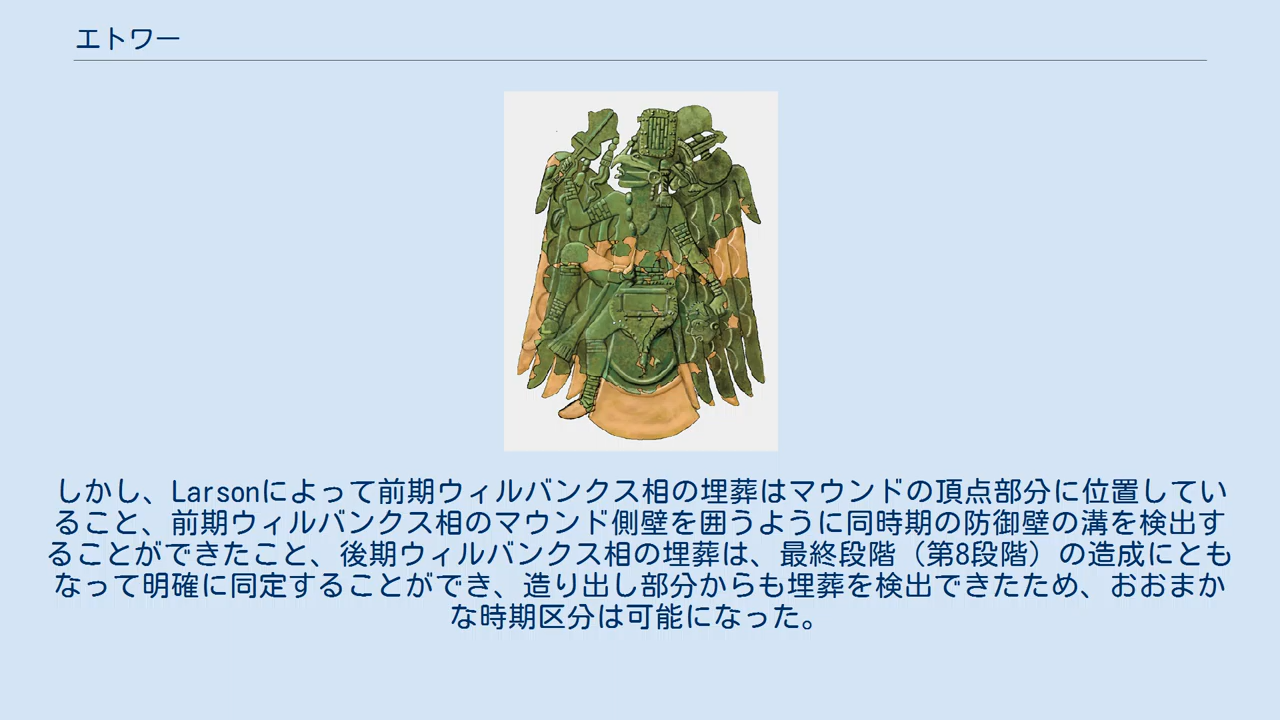 エトワー
しかし、Larsonによって前期ウィルバンクス相の埋葬はマウンドの頂点部分に位置してい
ること、前期ウィルバンクス相のマウンド側壁を囲うように同時期の防御壁の溝を検出す
ることができたこと、後期ウィルバンクス相の埋葬は、最終段階（第8段階）の造成にとも
なって明確に同定することができ、造り出し部分からも埋葬を検出できたため、おおまか
な時期区分は可能になった。